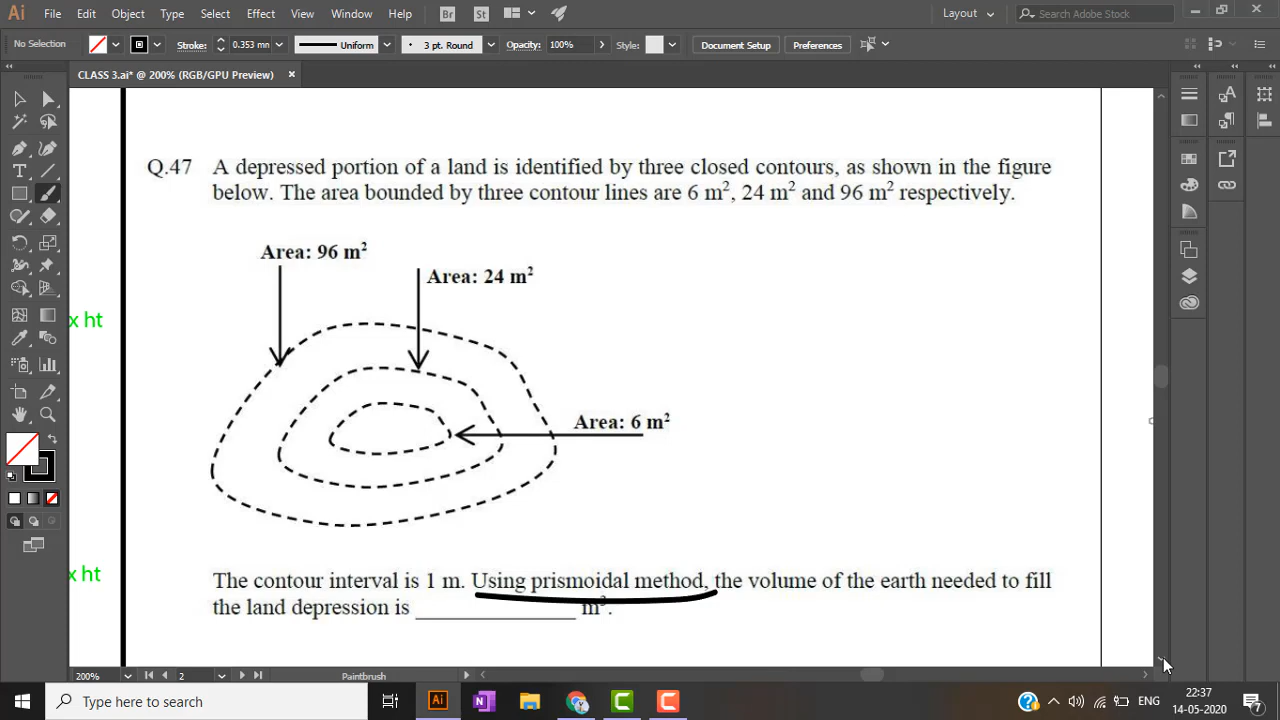 Ai File Edit Object Type Select Effect View Window Help Br St Layout Search Adobe Stock
No Selection Stroke: 0.353 mm Uniform 3 pt. Round Opacity: 100% Style: Document Setup Preferences
CLASS 3.ai* @ 200% (RGB/GPU Preview)
Q.47 A depressed portion of a land is identified by three closed contours, as shown in the figure
below. The area bounded by three contour lines are 6 m², 24 m² and 96 m² respectively.
Area: 96 m²
Area: 24 m²
x ht
Area: 6 m²
x ht
The contour interval is 1 m. Using prismoidal method, the volume of the earth needed to fill
the land depression is ________________ m³.
200% 2 Paintbrush
Type here to search Ai N C C ENG 22:37 14-05-2020 7